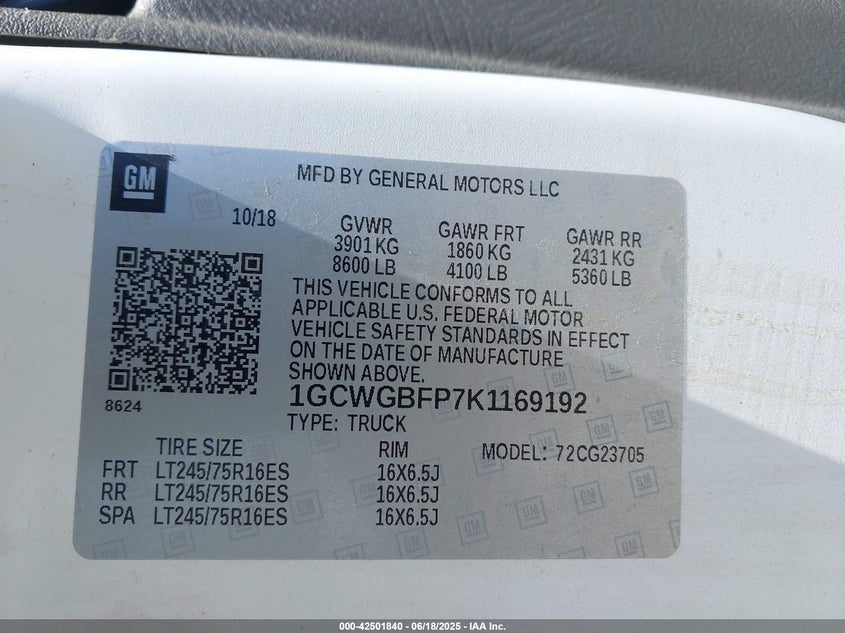 GM
MFD BY GENERAL MOTORS LLC
10/18
GVWR GAWR FRT GAWR RR
3901 KG 1860 KG 2431 KG
8600 LB 4100 LB 5360 LB
THIS VEHICLE CONFORMS TO ALL
APPLICABLE U.S. FEDERAL MOTOR
VEHICLE SAFETY STANDARDS IN EFFECT
ON THE DATE OF MANUFACTURE
SHOWN ABOVE.
8624
1GCWGBFP7K1169192
TYPE: TRUCK
TIRE SIZE RIM MODEL: 72CG23705
FRT LT245/75R16ES 16X6.5J
RR LT245/75R16ES 16X6.5J
SPA LT245/75R16ES 16X6.5J
000-42501840 - 06/18/2025 - IAA Inc.